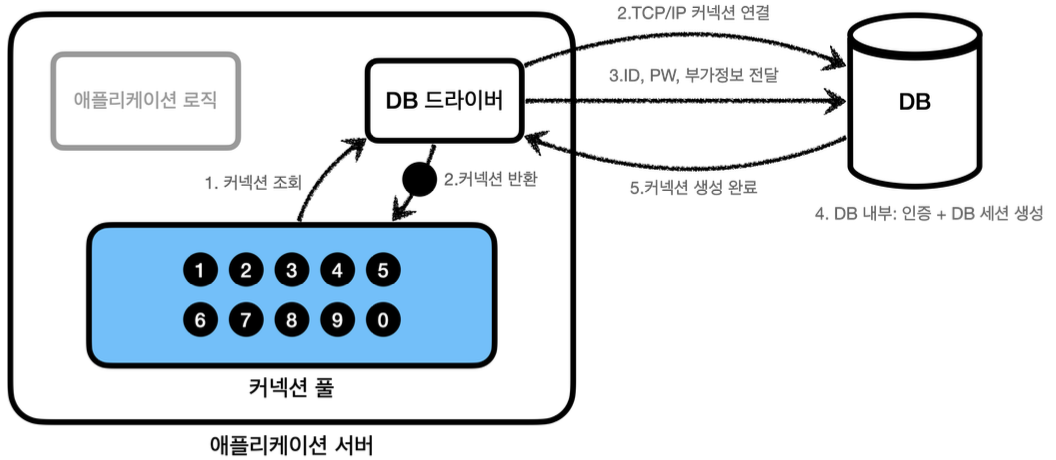 2.TCP/IP 커넥션 연결
애플리케이션 로직
DB 드라이버
3.ID, PW, 부가정보 전달
DB
1. 커넥션 조회
2.커넥션 반환
5.커넥션 생성 완료
4. DB 내부: 인증 + DB 세션 생성
1 2 3 4 5
6 7 8 9 0
커넥션 풀
애플리케이션 서버